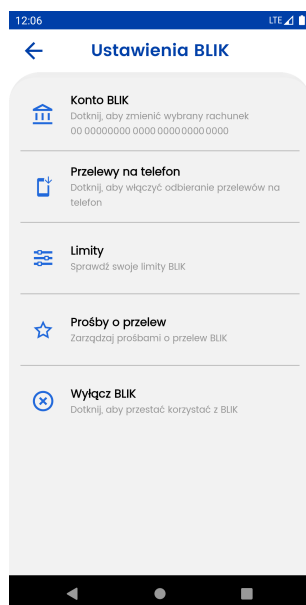 12:06
LTE
Ustawienia BLIK
Konto BLIK
Dotknij, aby zmienić wybrany rachunek
00 00000000 0000 0000 0000 0000
Przelewy na telefon
Dotknij, aby włączyć odbieranie przelewów na
telefon
Limity
Sprawdź swoje limity BLIK
Prośby o przelew
Zarządzaj prośbami o przelew BLIK
Wyłącz BLIK
Dotknij, aby przestać korzystać z BLIK